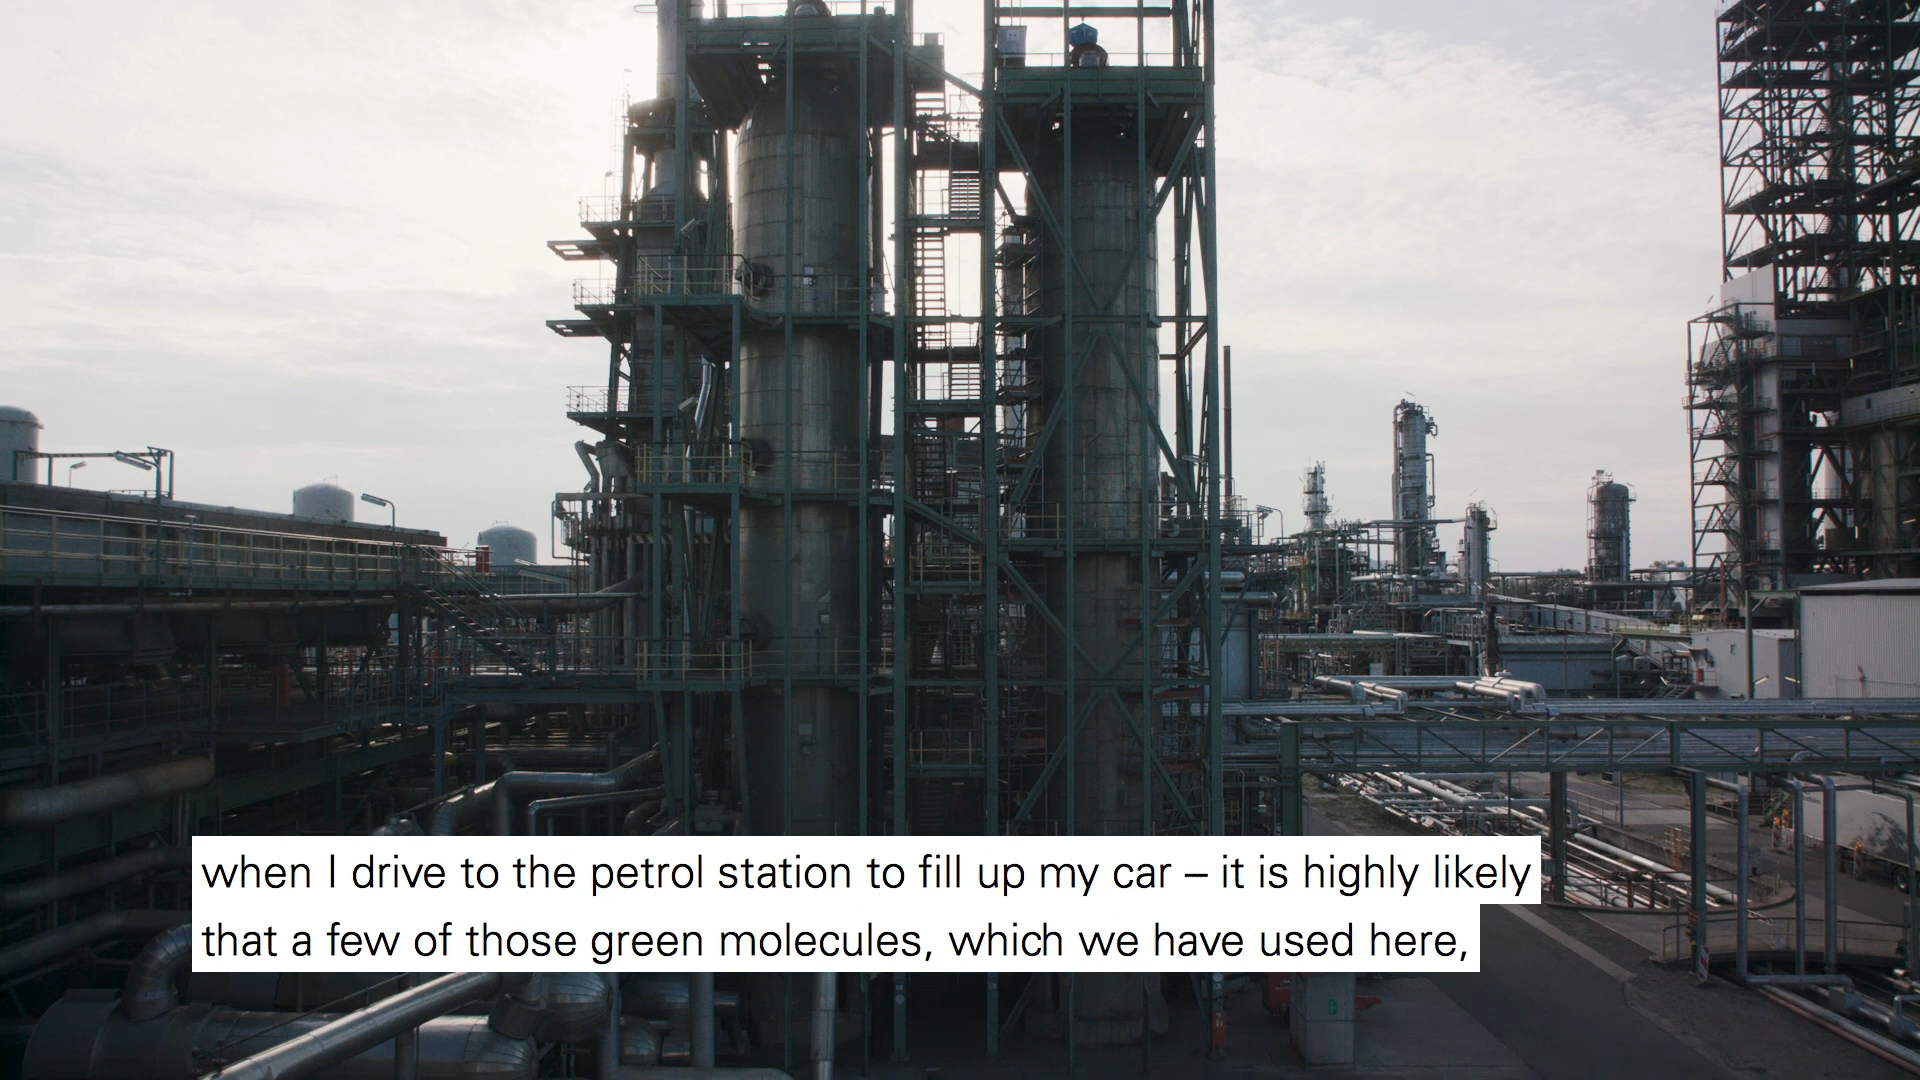 when I drive to the petrol station to fill up my car – it is highly likely
that a few of those green molecules, which we have used here,